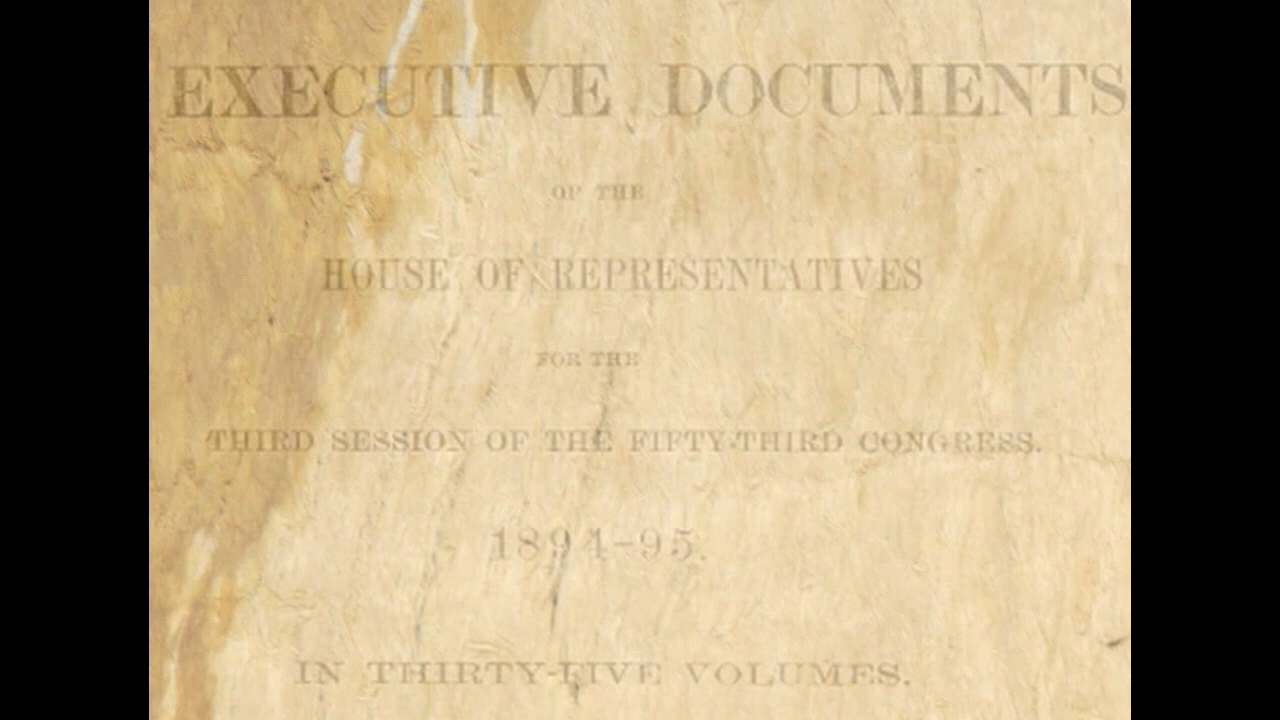 EXECUTIVE DOCUMENTS
OF THE
HOUSE OF REPRESENTATIVES
FOR THE
THIRD SESSION OF THE FIFTY-THIRD CONGRESS.
1894-95.
IN THIRTY-FIVE VOLUMES.